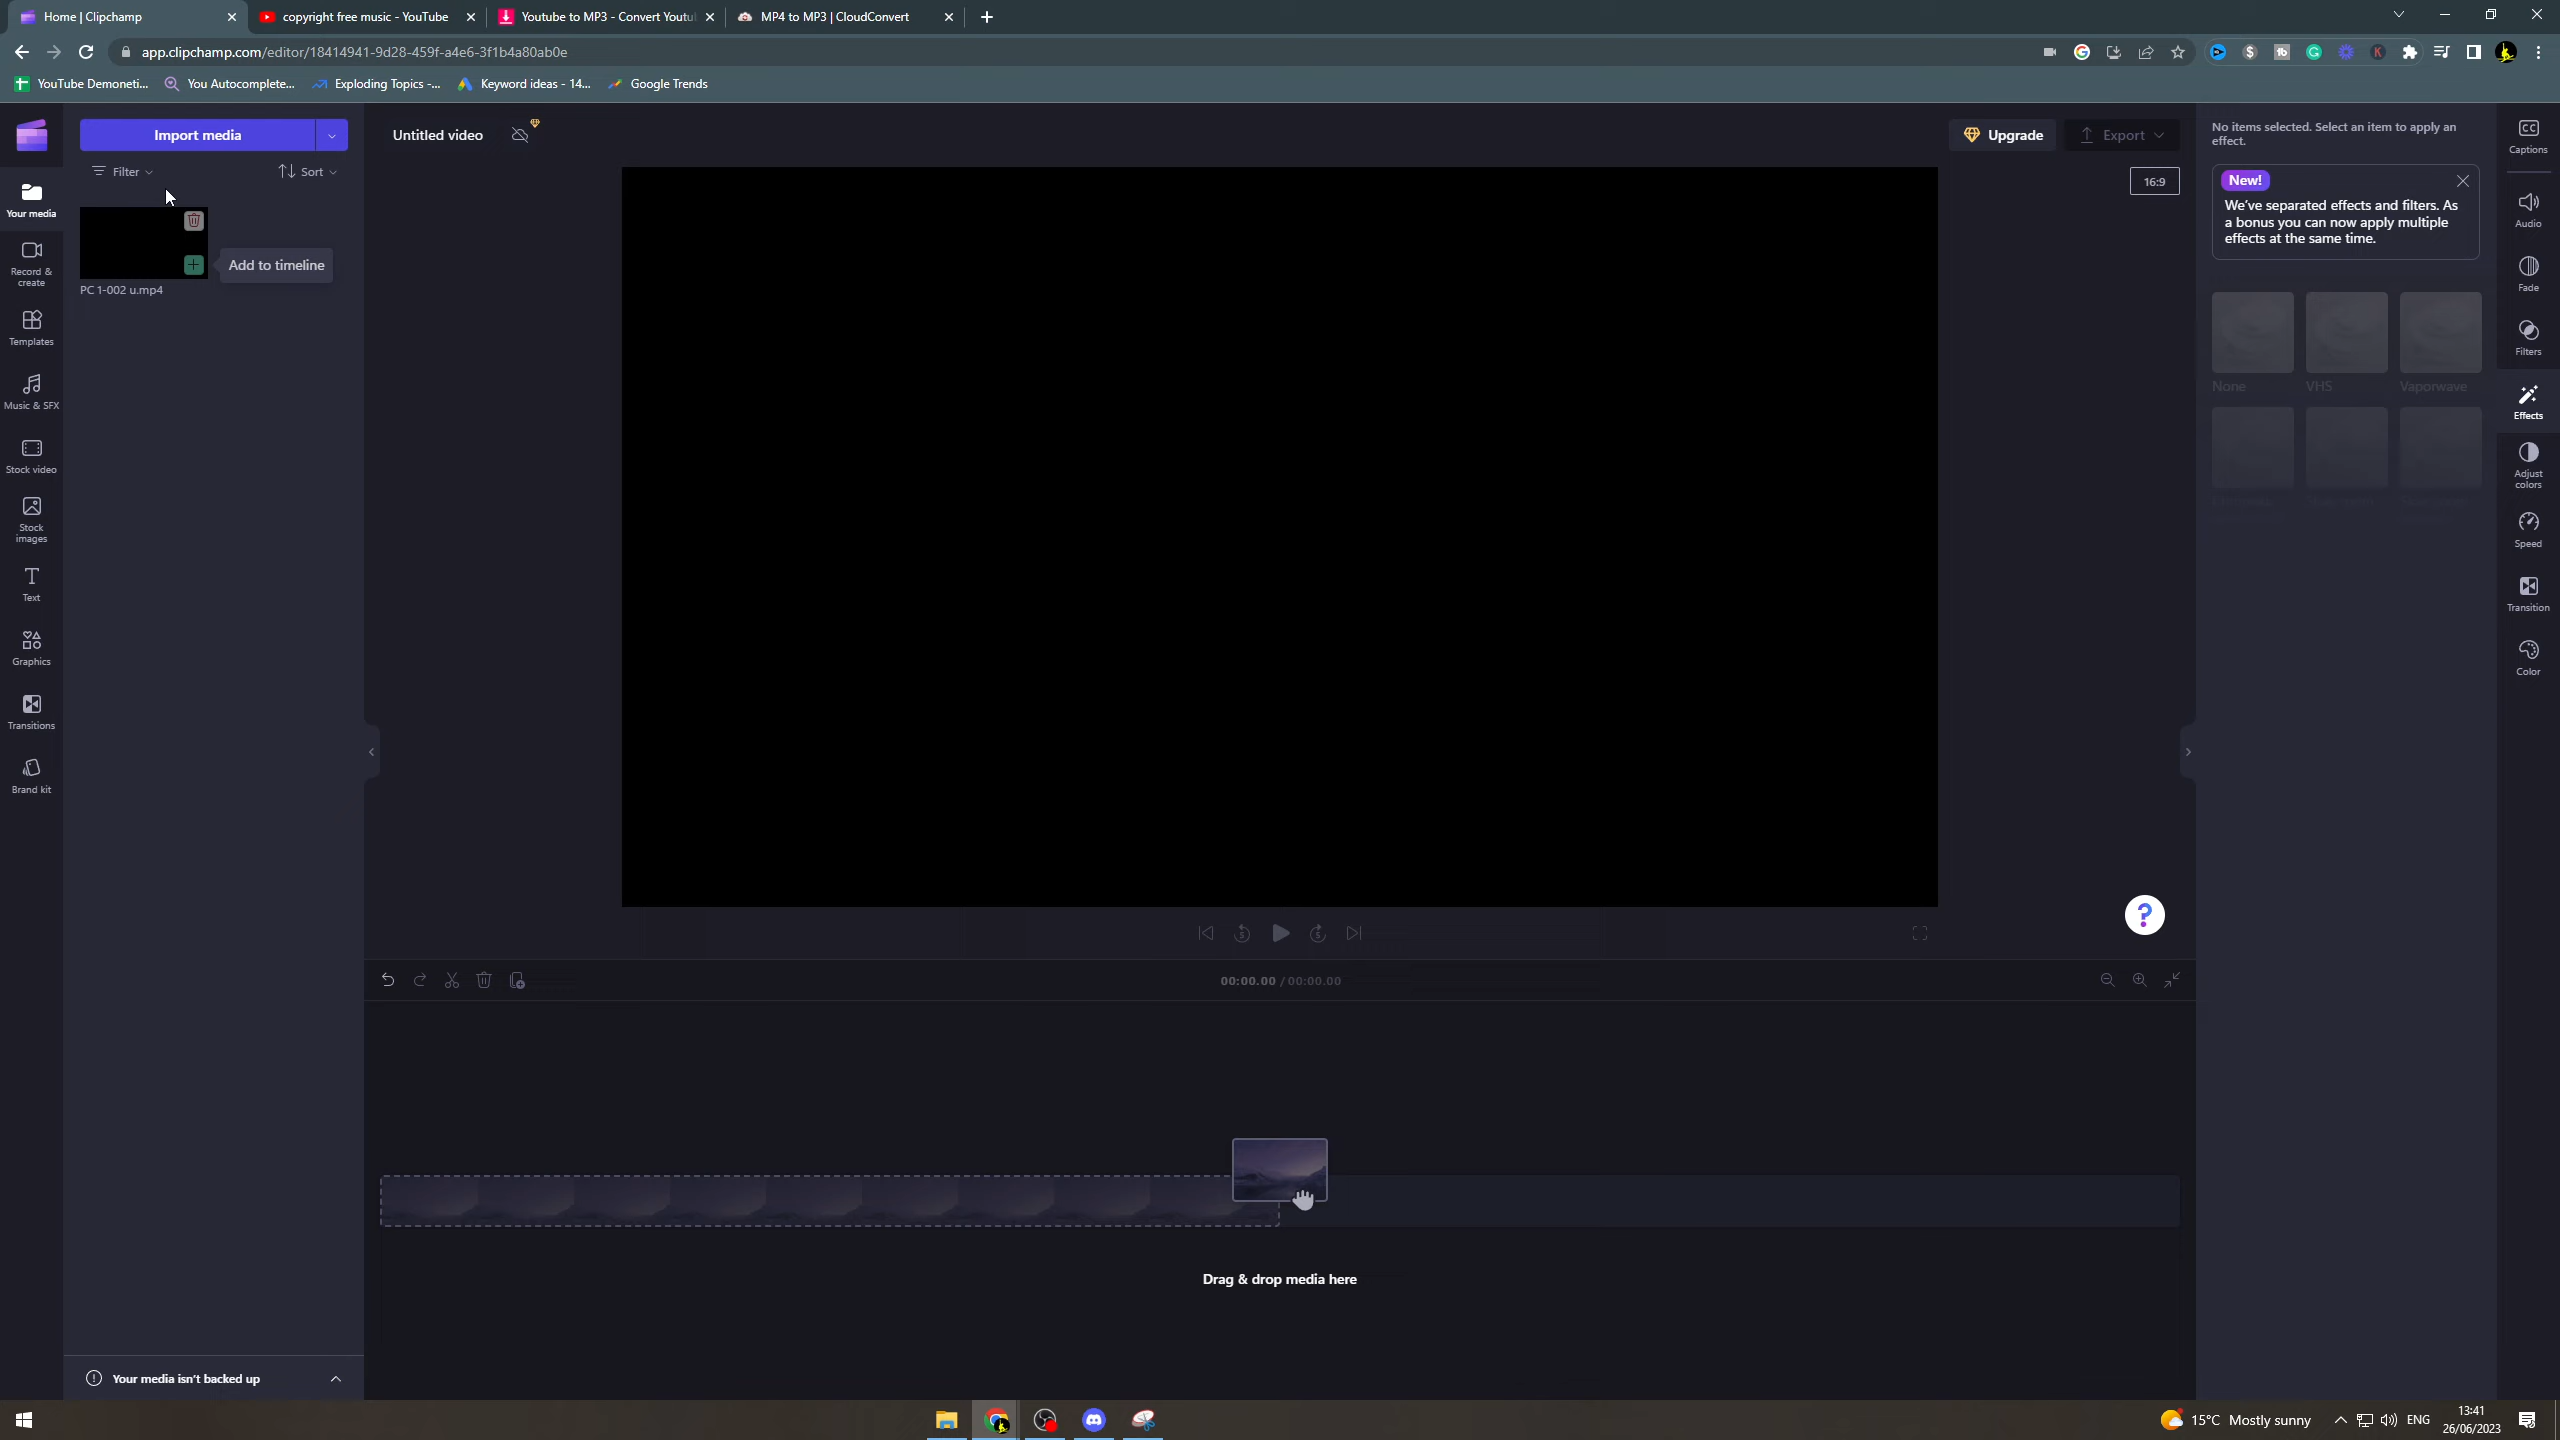 Home | Clipchamp
copyright free music - YouTube
Youtube to MP3 - Convert Youtu
MP4 to MP3 | CloudConvert
app.clipchamp.com/editor/18414941-9d28-459f-a4e6-3f1b4a80ab0e
YouTube Demoneti...
You Autocomplete...
Exploding Topics -...
Keyword ideas - 14...
Google Trends
Import media
Untitled video
Upgrade
Export
No items selected. Select an item to apply an
effect.
Captions
Filter
Sort
16:9
New!
We've separated effects and filters. As
a bonus you can now apply multiple
effects at the same time.
Your media
Audio
Add to timeline
PC 1-002 u.mp4
Record &
create
Fade
Templates
Filters
None
VHS
Vaporwave
Music & SFX
Effects
Stock video
Adjust
colors
Stock
images
Speed
Text
Transition
Graphics
Color
Transitions
Brand kit
5
5
?
00:00.00 / 00:00.00
Drag & drop media here
Your media isn't backed up
15°C Mostly sunny
ENG
13:41
26/06/2023